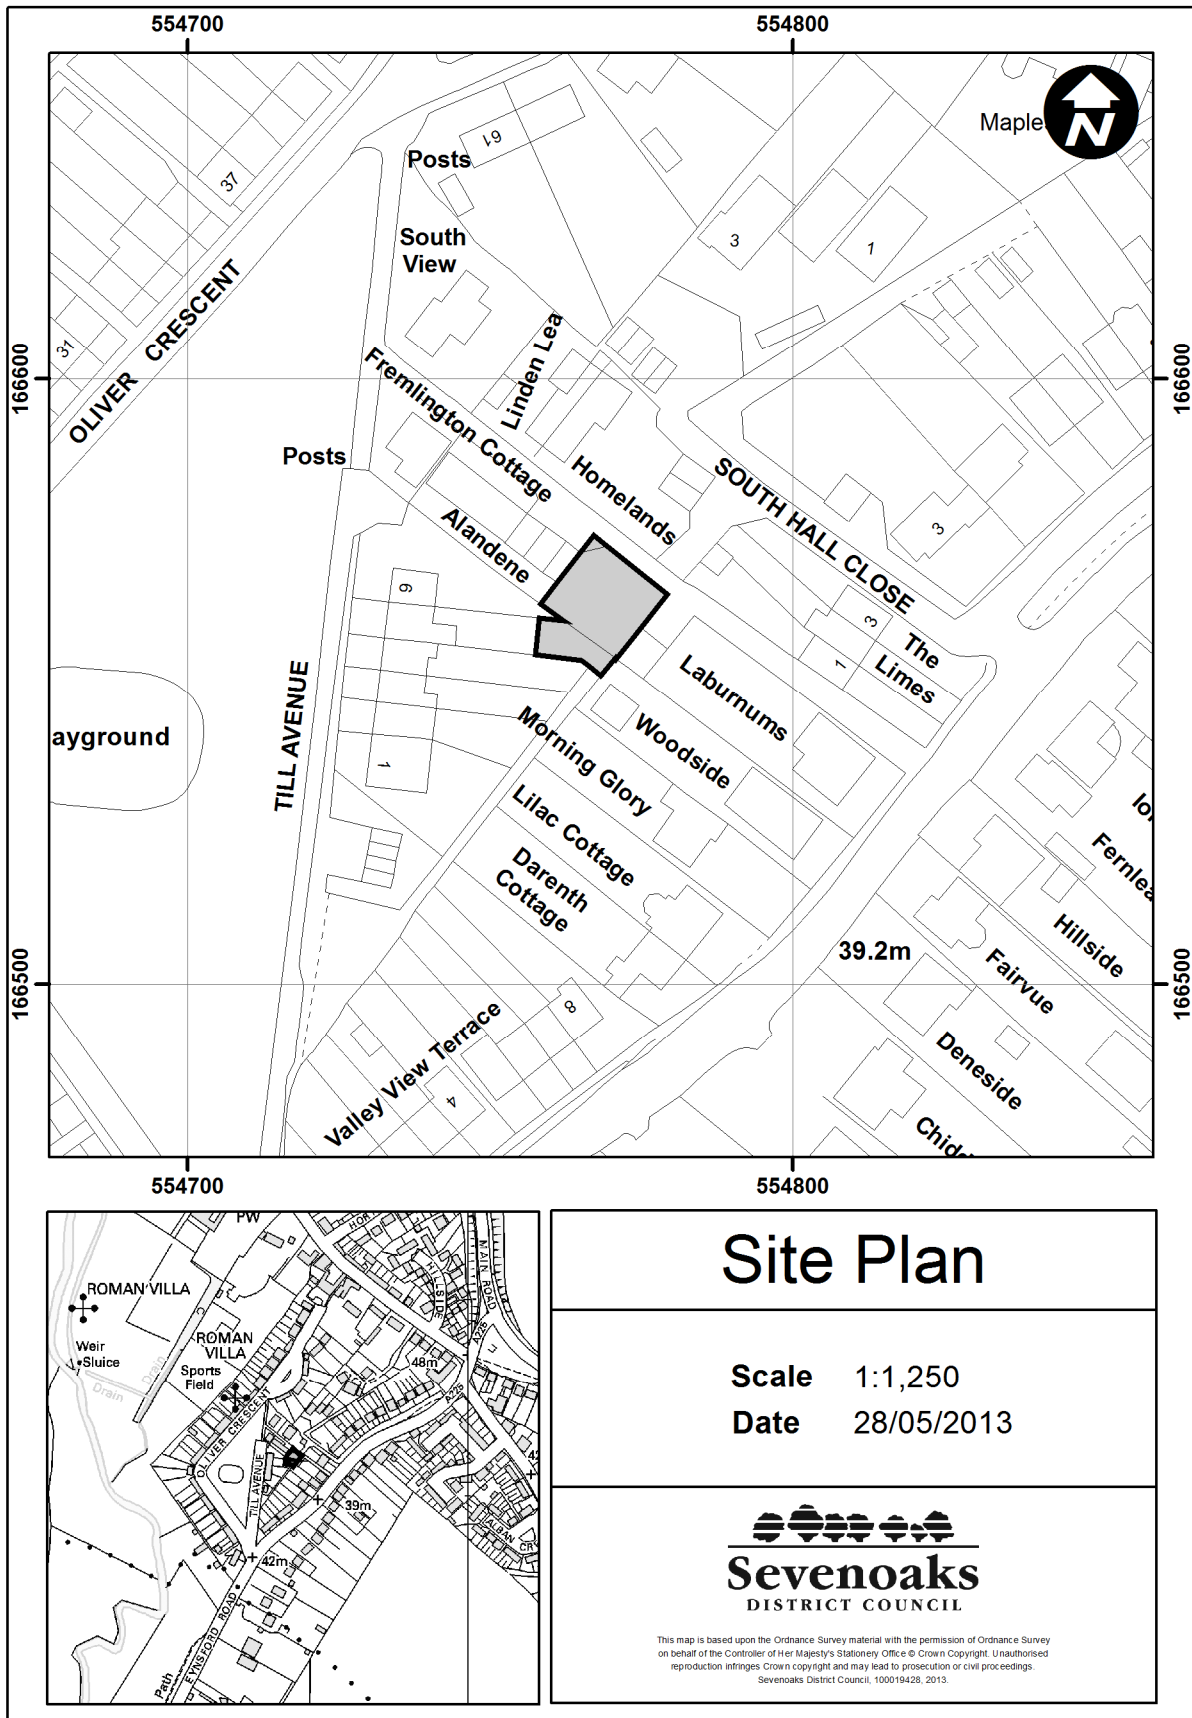 554700
554800
Maple
N
61
Posts
37
South
View
3
1
OLIVER CRESCENT
31
Linden Lea
166600
166600
Fremlington Cottage
Posts
Homelands
SOUTH HALL CLOSE
Alandene
3
9
3
The
Limes
1
TILL AVENUE
Laburnums
ayground
Woodside
Morning Glory
1
Lilac Cottage
Darenth
Cottage
Fernlea
Hillside
39.2m
Fairvue
166500
166500
8
Valley View Terrace
Deneside
4
554700
554800
PW
MAIN ROAD
HILLSIDE
ROMAN VILLA
A225
Weir
Sluice
ROMAN
VILLA
Sports
Field
Drain
Drain
48m
A225
OLIVER CRESCENT
TILL AVENUE
39m
42m
ALBAN CR
EYNSFORD ROAD
Path
Site Plan
Scale 1:1,250
Date 28/05/2013
Sevenoaks
DISTRICT COUNCIL
This map is based upon the Ordnance Survey material with the permission of Ordnance Survey
on behalf of the Controller of Her Majesty's Stationery Office © Crown Copyright. Unauthorised
reproduction infringes Crown copyright and may lead to prosecution or civil proceedings.
Sevenoaks District Council, 100019428, 2013.